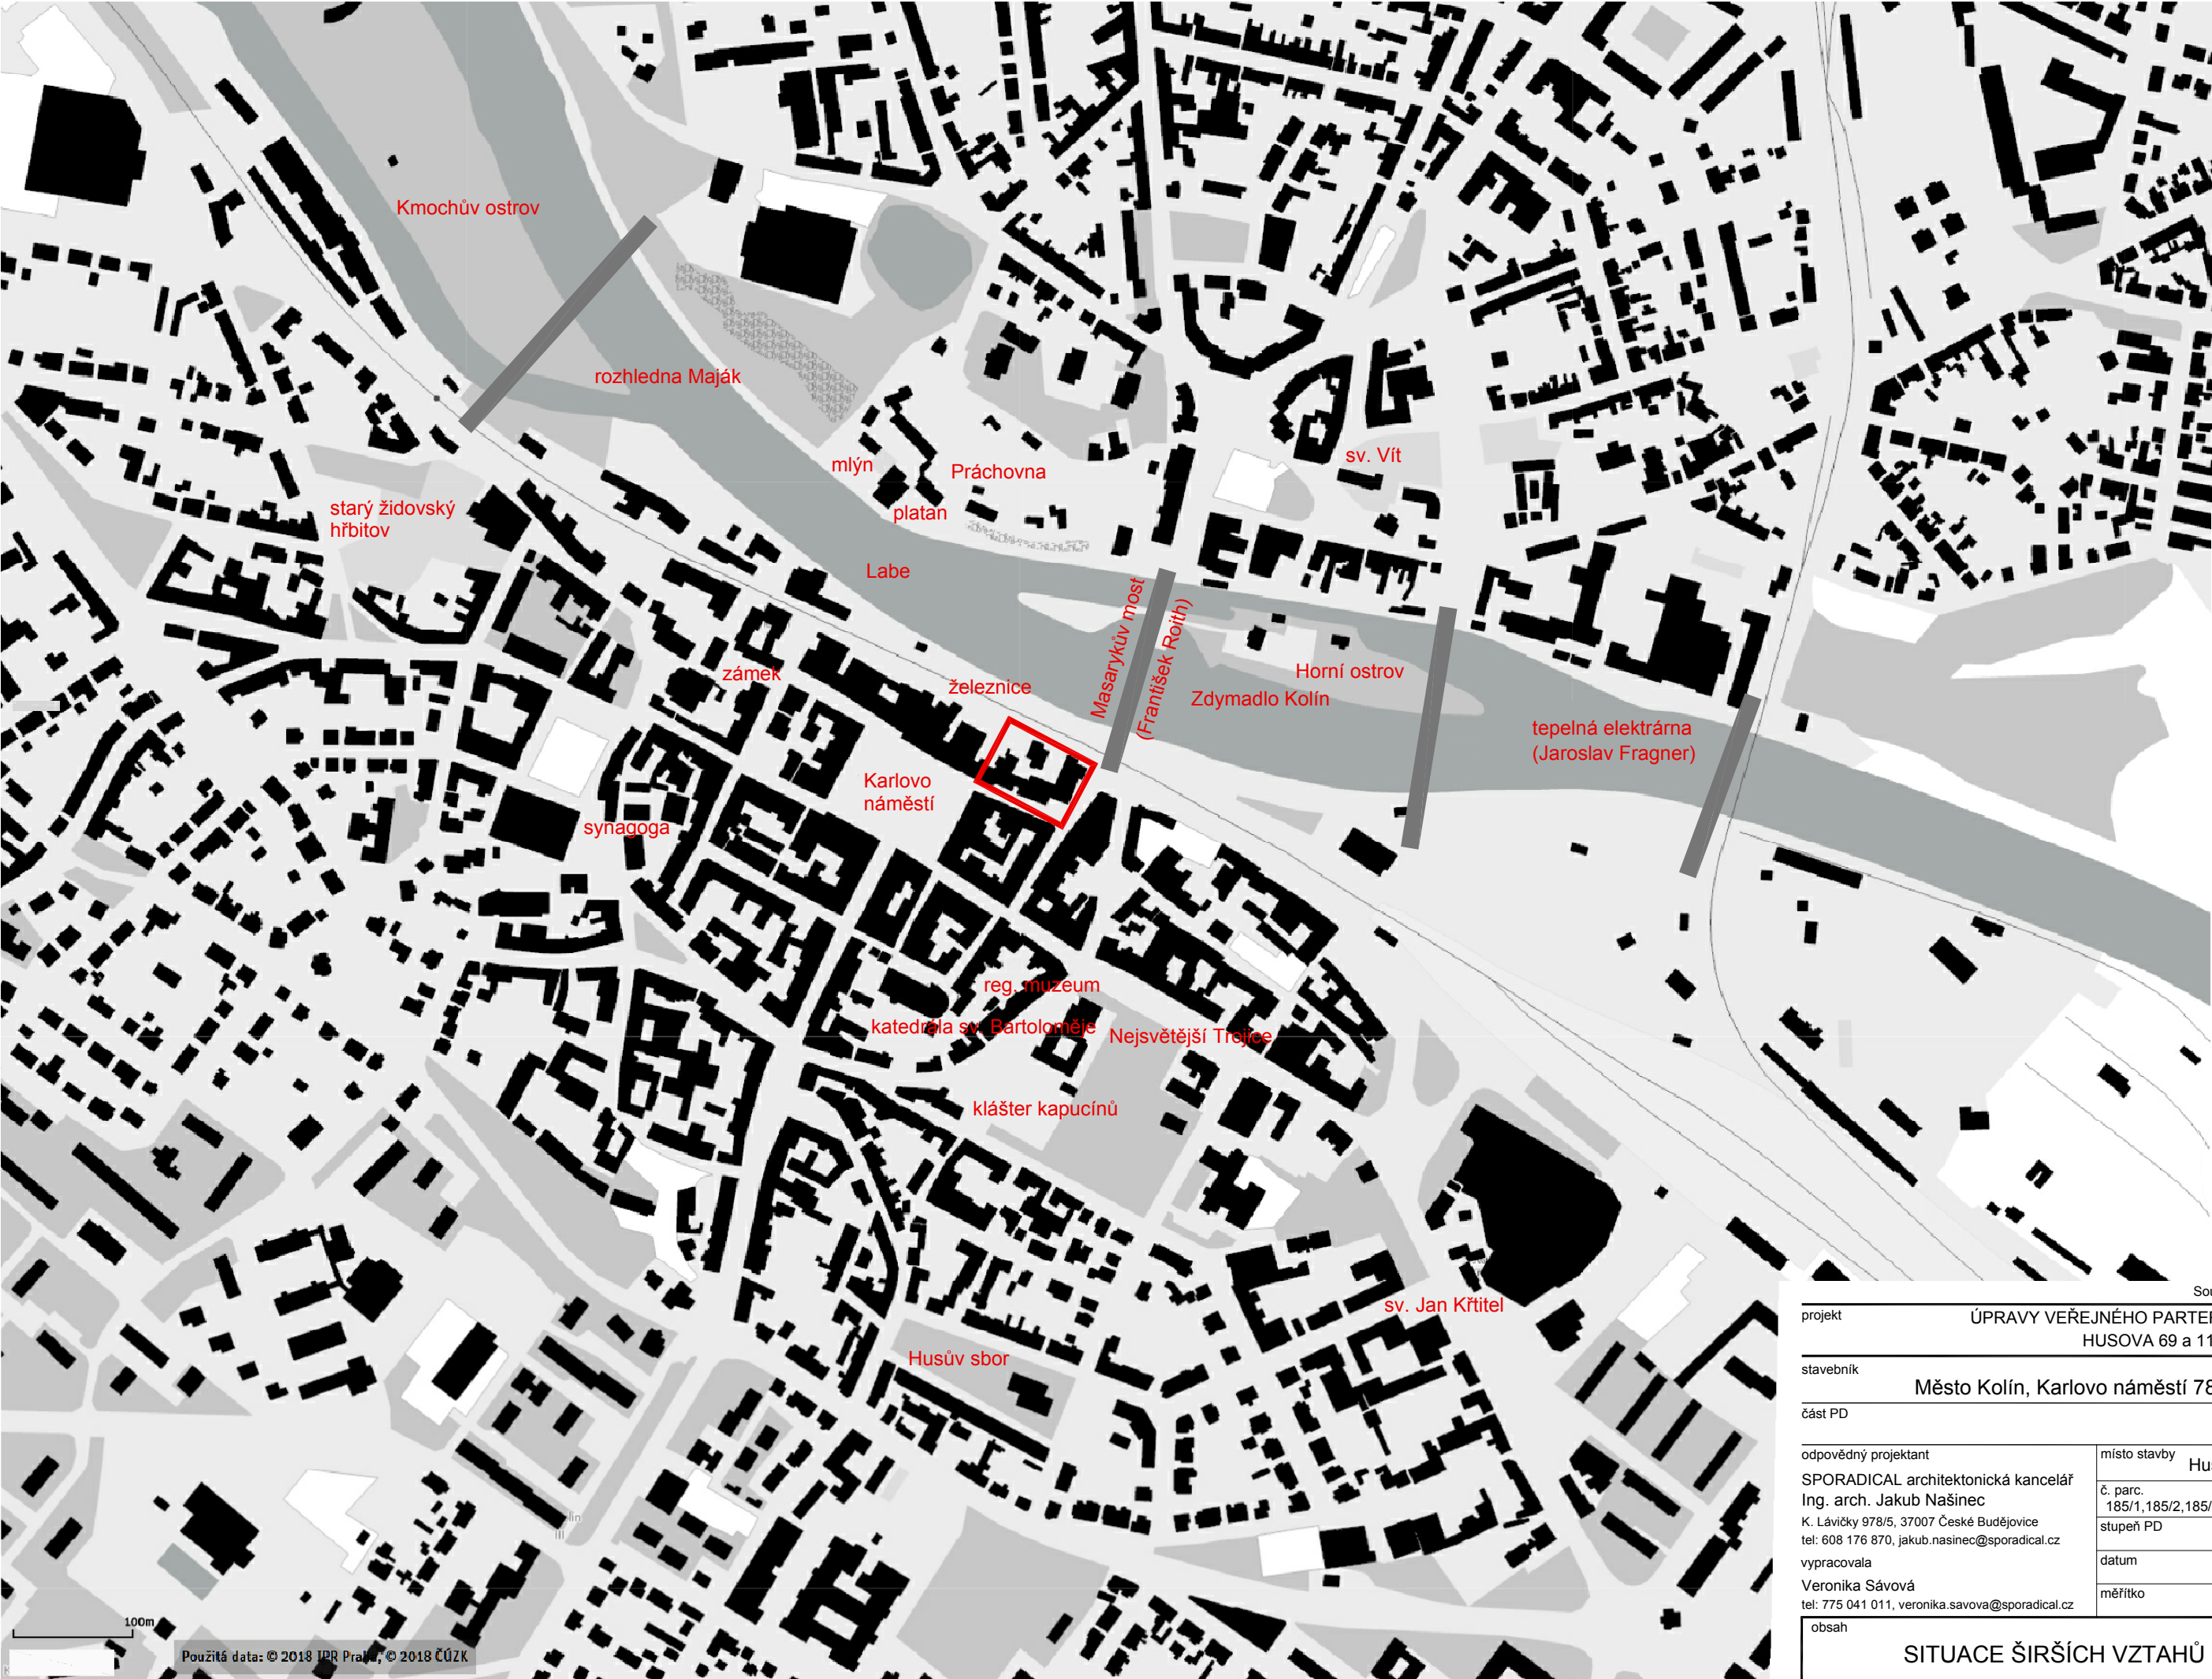 Kmochův ostrov
rozhledna Maják
mlýn
Práchovna
platan
sv. Vít
starý židovský
hřbitov
Labe
Masarykův most
(František Roith)
Horní ostrov
Zdymadlo Kolín
zámek
železnice
tepelná elektrárna
(Jaroslav Fragner)
Karlovo
náměstí
synagoga
reg. muzeum
katedrála sv. Bartoloměje
Nejsvětější Trojice
klášter kapucínů
sv. Jan Křtitel
Husův sbor
lín
III
100m
Použitá data: © 2018 IPR Praha, © 2018 ČÚZK
Sou
projekt
ÚPRAVY VEŘEJNÉHO PARTER
HUSOVA 69 a 11
stavebník
Město Kolín, Karlovo náměstí 78
část PD
odpovědný projektant
SPORADICAL architektonická kancelář
Ing. arch. Jakub Našinec
K. Lávičky 978/5, 37007 České Budějovice
tel: 608 176 870, jakub.nasinec@sporadical.cz
vypracovala
Veronika Sávová
tel: 775 041 011, veronika.savova@sporadical.cz
místo stavby
Hus
č. parc.
185/1,185/2,185/
stupeň PD
datum
měřítko
obsah
SITUACE ŠIRŠÍCH VZTAHŮ